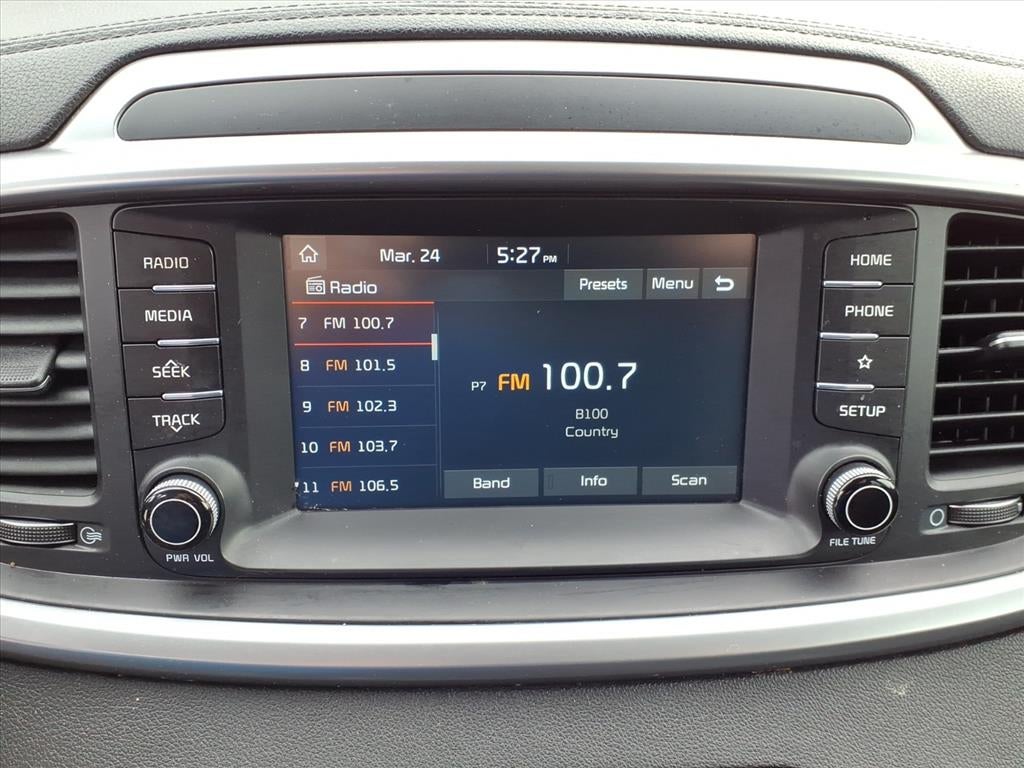 RADIO
MEDIA
SEEK
TRACK
PWR VOL
Mar. 24 5:27 PM
Radio Presets Menu
7 FM 100.7
8 FM 101.5
9 FM 102.3
10 FM 103.7
11 FM 106.5
P7 FM 100.7
B100
Country
Band Info Scan
HOME
PHONE
SETUP
FILE TUNE